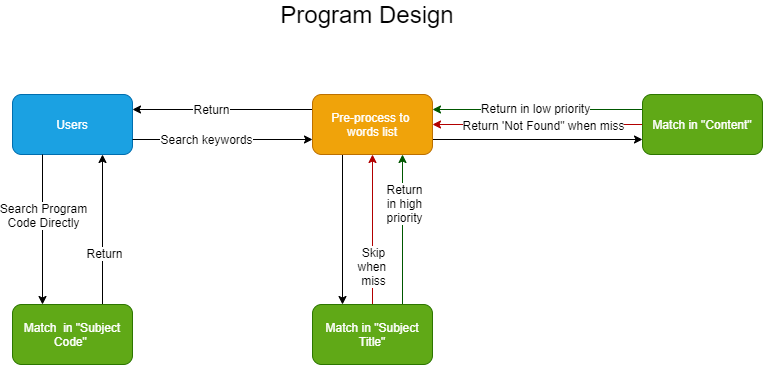 Program Design
Users
Return
Search keywords
Pre-process to
words list
Return in low priority
Return 'Not Found" when miss
Match in "Content"
Search Program
Code Directly
Return
Return
in high
priority
Skip
when
miss
Match  in "Subject
Code"
Match in "Subject
Title"